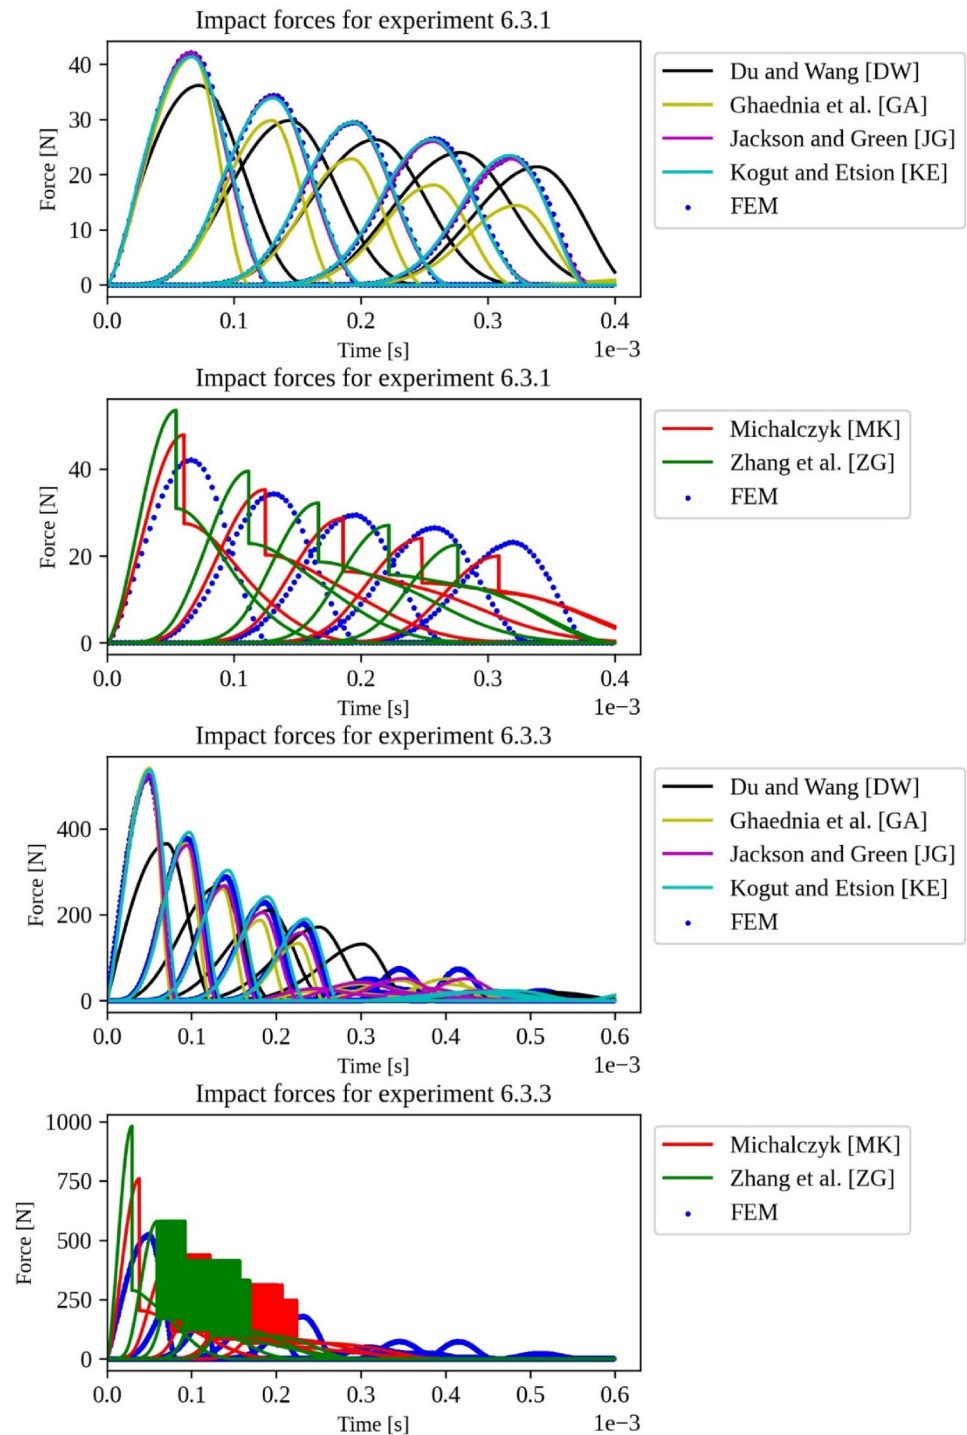 Impact forces for experiment 6.3.1
40
30
20
10
0
Force [N]
0.0 0.1 0.2 0.3 0.4
Time [s]
1e−3
Du and Wang [DW]
Ghaednia et al. [GA]
Jackson and Green [JG]
Kogut and Etsion [KE]
FEM
Impact forces for experiment 6.3.1
40
20
0
Force [N]
0.0 0.1 0.2 0.3 0.4
Time [s]
1e−3
Michalczyk [MK]
Zhang et al. [ZG]
FEM
Impact forces for experiment 6.3.3
400
200
0
Force [N]
0.0 0.1 0.2 0.3 0.4 0.5 0.6
Time [s]
1e−3
Du and Wang [DW]
Ghaednia et al. [GA]
Jackson and Green [JG]
Kogut and Etsion [KE]
FEM
Impact forces for experiment 6.3.3
1000
750
500
250
0
Force [N]
0.0 0.1 0.2 0.3 0.4 0.5 0.6
Time [s]
1e−3
Michalczyk [MK]
Zhang et al. [ZG]
FEM